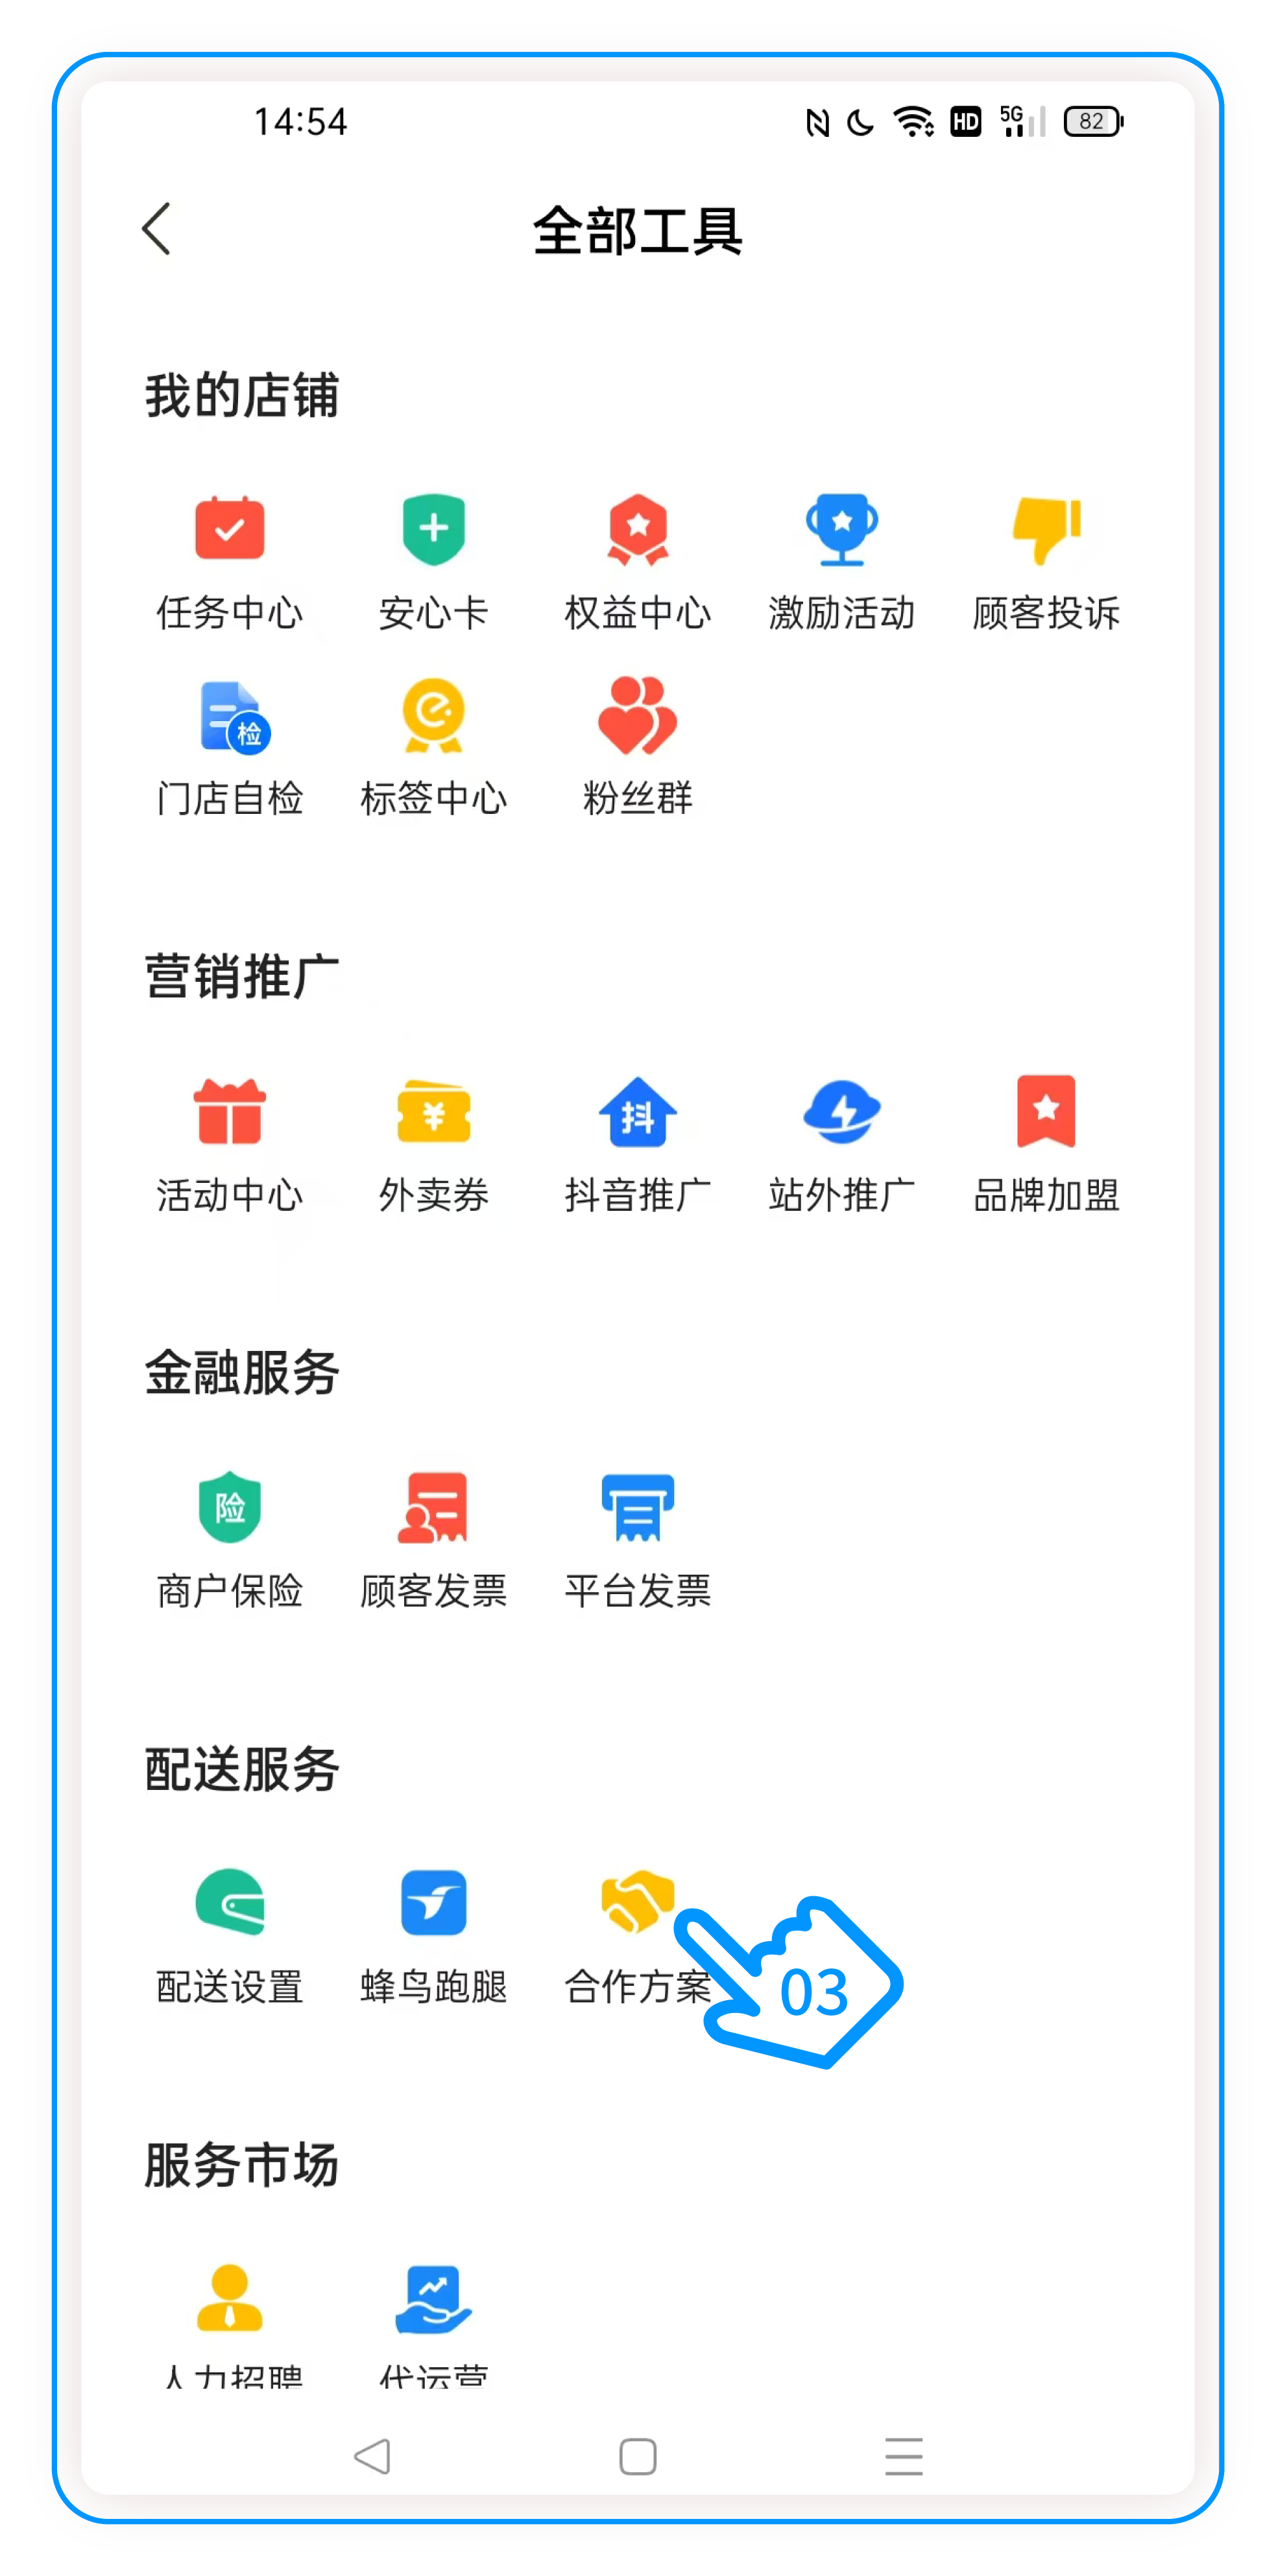 14:54
HD 5G 82
全部工具
我的店铺
任务中心 安心卡 权益中心 激励活动 顾客投诉
检
门店自检 标签中心 粉丝群
营销推广
¥ 抖
活动中心 外卖券 抖音推广 站外推广 品牌加盟
金融服务
险
商户保险 顾客发票 平台发票
配送服务
配送设置 蜂鸟跑腿 合作方案
03
服务市场
人力招聘 代运营